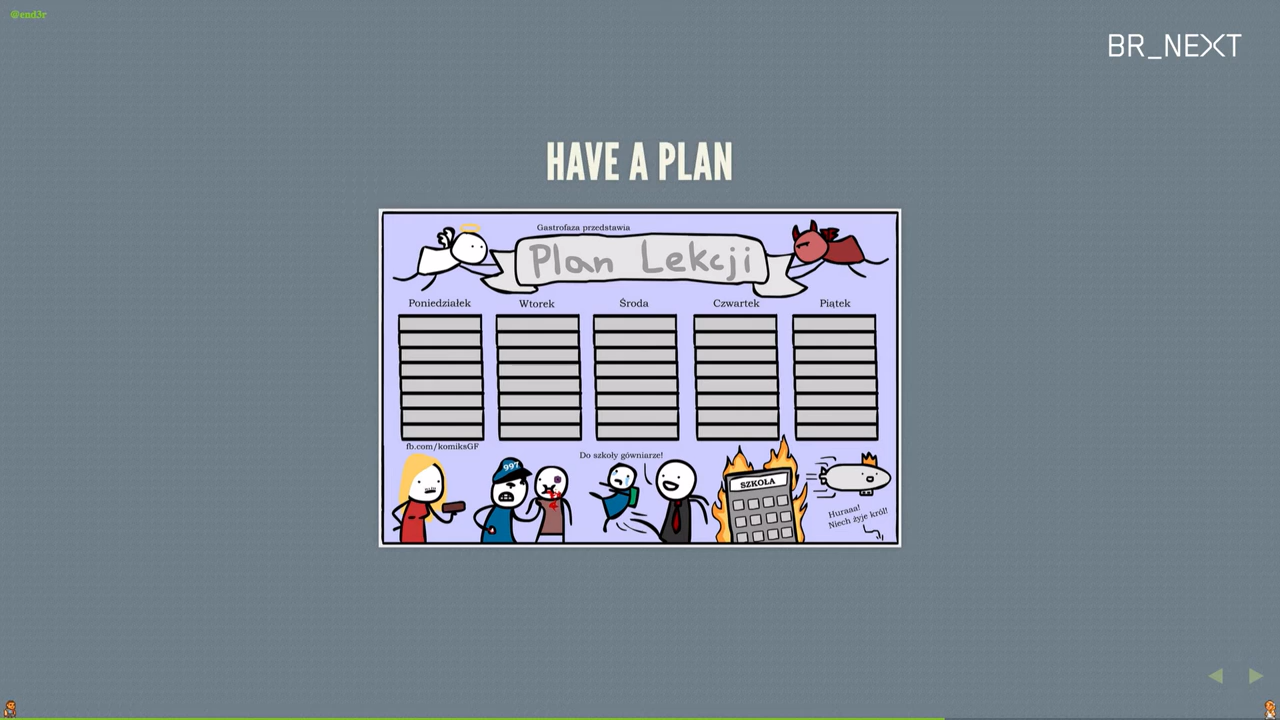 @end3r
BR_NEXT
HAVE A PLAN
Gastrofaza przedstawia
Plan Lekcji
Poniedziałek Wtorek Środa Czwartek Piątek
fb.com/komiksGF
Do szkoły gówniarze!
997
SZKOŁA
Huraaa!
Niech żyje król!